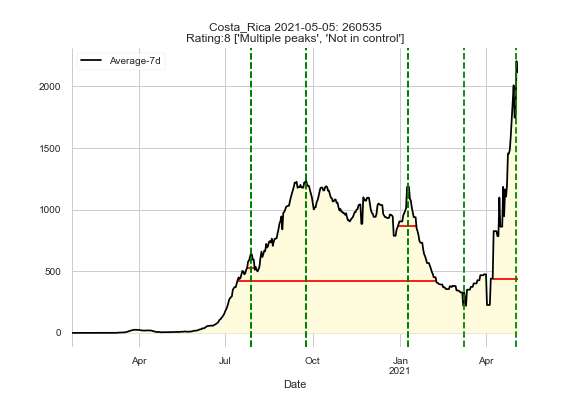 Costa_Rica 2021-05-05: 260535
Rating:8 ['Multiple peaks', 'Not in control']
Average-7d
2000
1500
1000
500
0
Apr
Jul
Oct
Jan
2021
Apr
Date